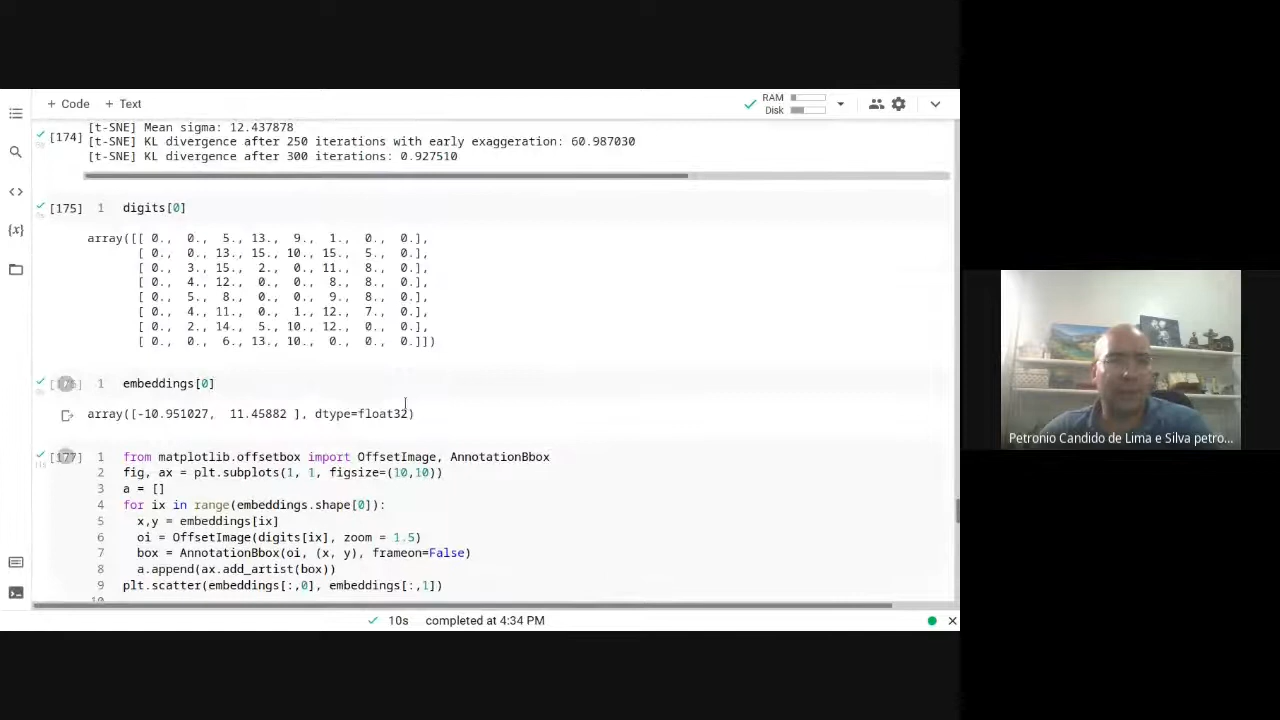 + Code + Text
RAM
Disk
[174] [t-SNE] Mean sigma: 12.437878
[t-SNE] KL divergence after 250 iterations with early exaggeration: 60.987030
[t-SNE] KL divergence after 300 iterations: 0.927510
[175] 1 digits[0]
array([[ 0., 0., 5., 13., 9., 1., 0., 0.],
[ 0., 0., 13., 15., 10., 15., 5., 0.],
[ 0., 3., 15., 2., 0., 11., 8., 0.],
[ 0., 4., 12., 0., 0., 8., 8., 0.],
[ 0., 5., 8., 0., 0., 9., 8., 0.],
[ 0., 4., 11., 0., 1., 12., 7., 0.],
[ 0., 2., 14., 5., 10., 12., 0., 0.],
[ 0., 0., 6., 13., 10., 0., 0., 0.]])
[176] 1 embeddings[0]
array([-10.951027, 11.45882 ], dtype=float32)
[177] 1 from matplotlib.offsetbox import OffsetImage, AnnotationBbox
2 fig, ax = plt.subplots(1, 1, figsize=(10,10))
3 a = []
4 for ix in range(embeddings.shape[0]):
5 x,y = embeddings[ix]
6 oi = OffsetImage(digits[ix], zoom = 1.5)
7 box = AnnotationBbox(oi, (x, y), frameon=False)
8 a.append(ax.add_artist(box))
9 plt.scatter(embeddings[:,0], embeddings[:,1])
10
10s completed at 4:34 PM
Petronio Candido de Lima e Silva petro...